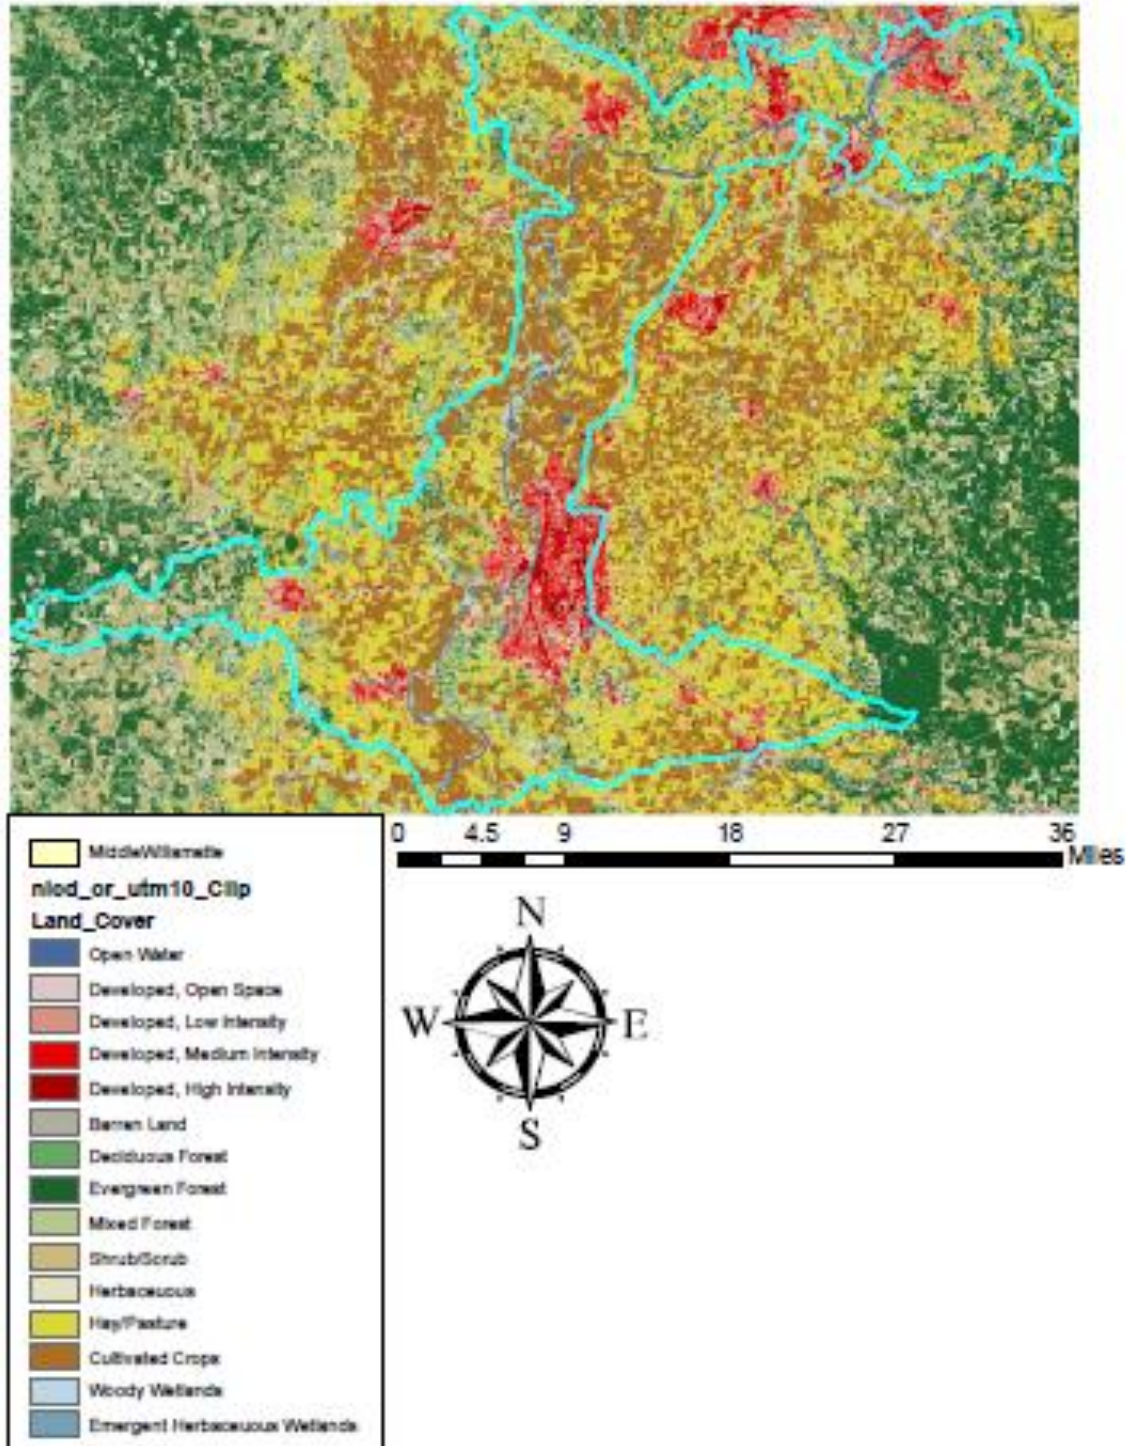 0 4.5 9 18 27 36
Miles
MiddleWillamette
nlcd_or_utm10_Clip
Land_Cover
Open Water
Developed, Open Space
Developed, Low Intensity
Developed, Medium Intensity
Developed, High Intensity
Barren Land
Deciduous Forest
Evergreen Forest
Mixed Forest
Shrub/Scrub
Herbaceuous
Hay/Pasture
Cultivated Crops
Woody Wetlands
Emergent Herbaceuous Wetlands
N
W E
S